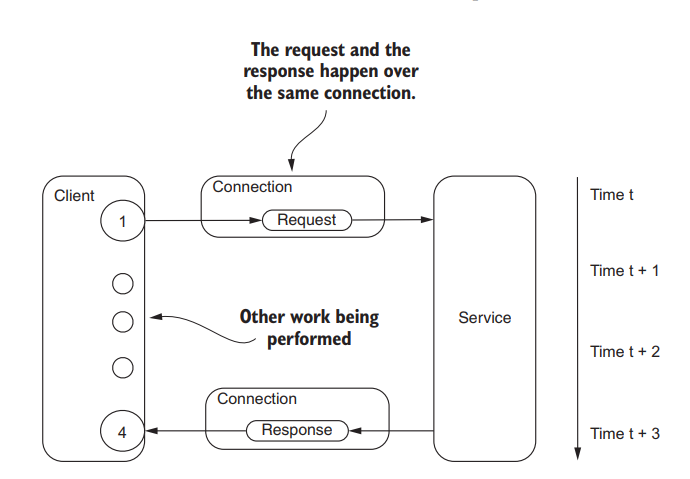 The request and the
response happen over
the same connection.
Client
Connection
1
Request
Time t
Time t + 1
Other work being
performed
Service
Time t + 2
Connection
4
Response
Time t + 3